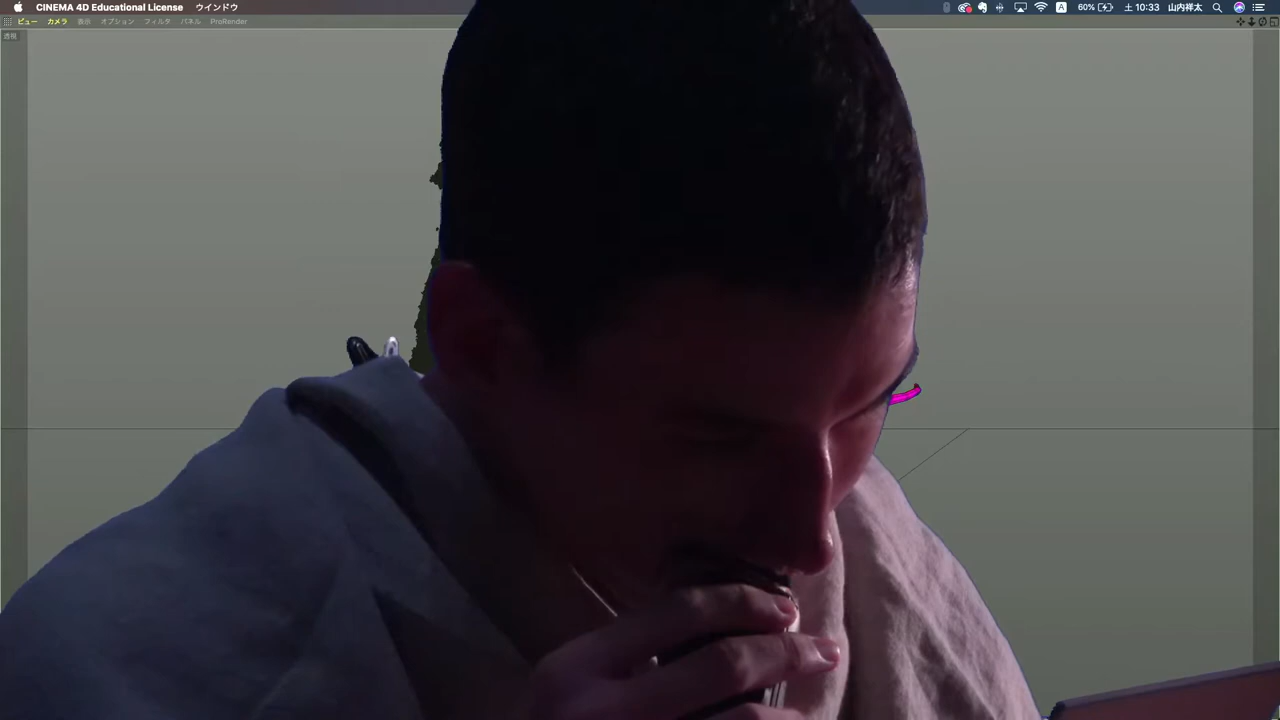 CINEMA 4D Educational License ウインドウ 60% 土 10:33 山内祥太
ビュー カメラ 表示 オプション フィルタ パネル ProRender
透視